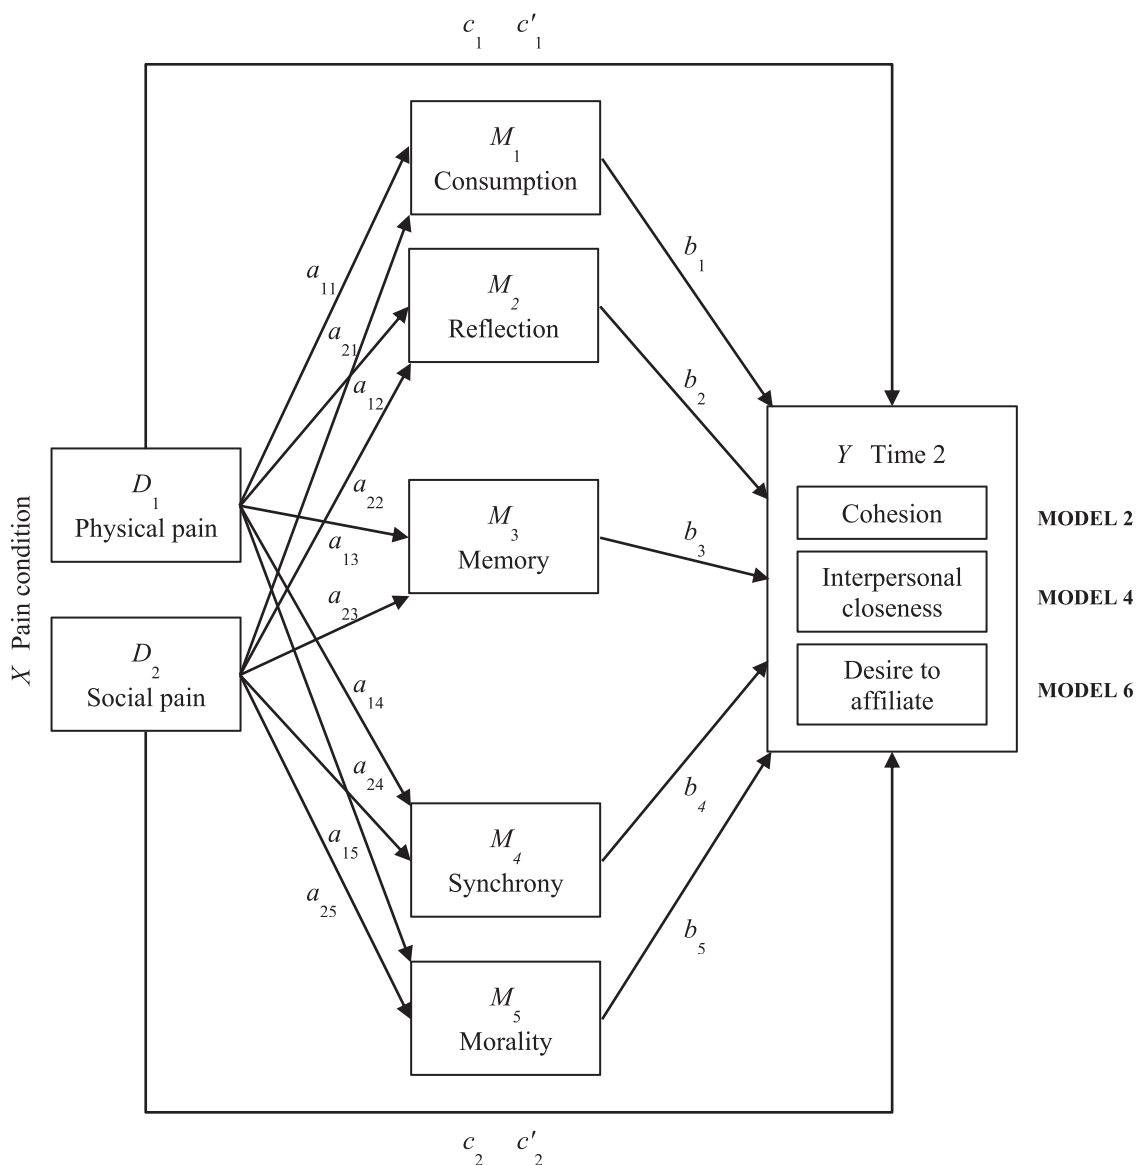 c₁ c′₁
M₁
Consumption
b₁
a₁₁
M₂
Reflection
a₂₁
a₁₂
b₂
Y Time 2
D₁
Physical pain
a₂₂
M₃
Memory
b₃
a₁₃
Cohesion
MODEL 2
X Pain condition
Interpersonal
closeness
MODEL 4
a₂₃
D₂
Social pain
a₁₄
Desire to
affiliate
MODEL 6
a₂₄
b₄
a₁₅
M₄
Synchrony
a₂₅
b₅
M₅
Morality
c₂ c′₂